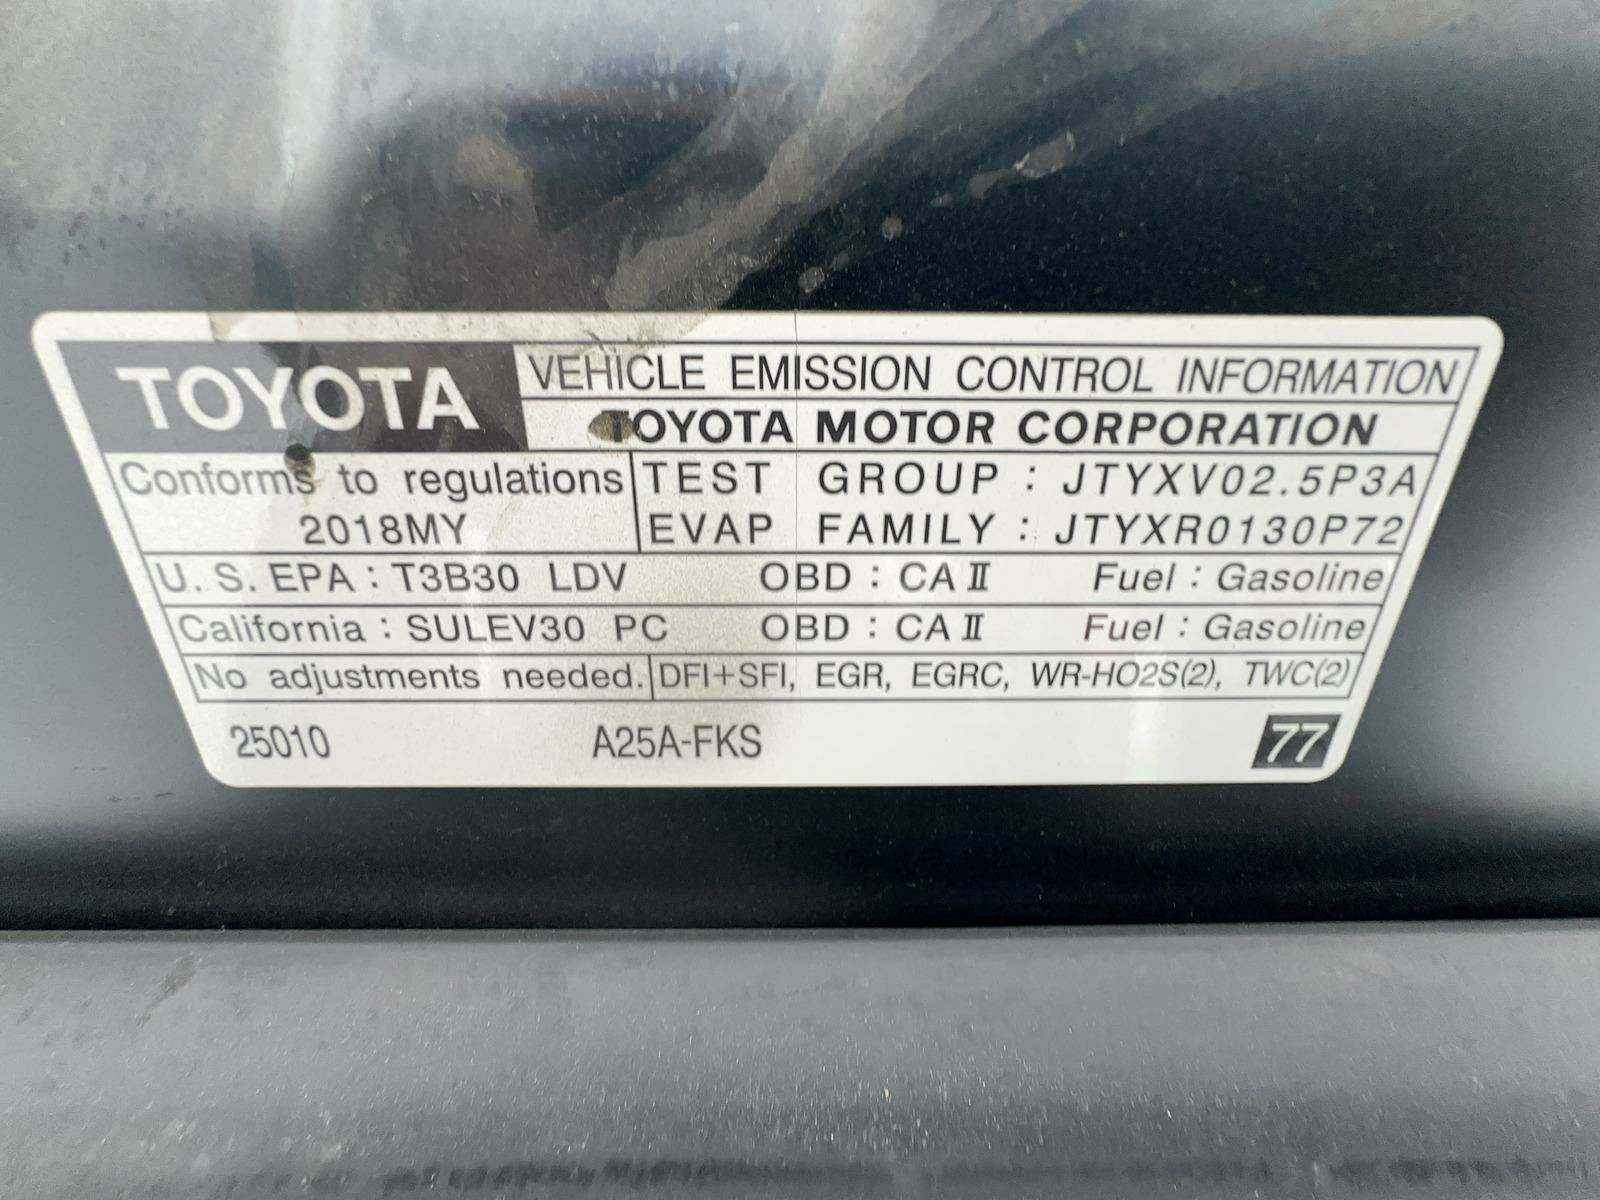 TOYOTA
VEHICLE EMISSION CONTROL INFORMATION
TOYOTA MOTOR CORPORATION
Conforms to regulations
2018MY
TEST GROUP : JTYXV02.5P3A
EVAP FAMILY : JTYXR0130P72
U. S. EPA : T3B30 LDV OBD : CA II Fuel : Gasoline
California : SULEV30 PC OBD : CA II Fuel : Gasoline
No adjustments needed. DFI+SFI, EGR, EGRC, WR-HO2S(2), TWC(2)
25010 A25A-FKS 77